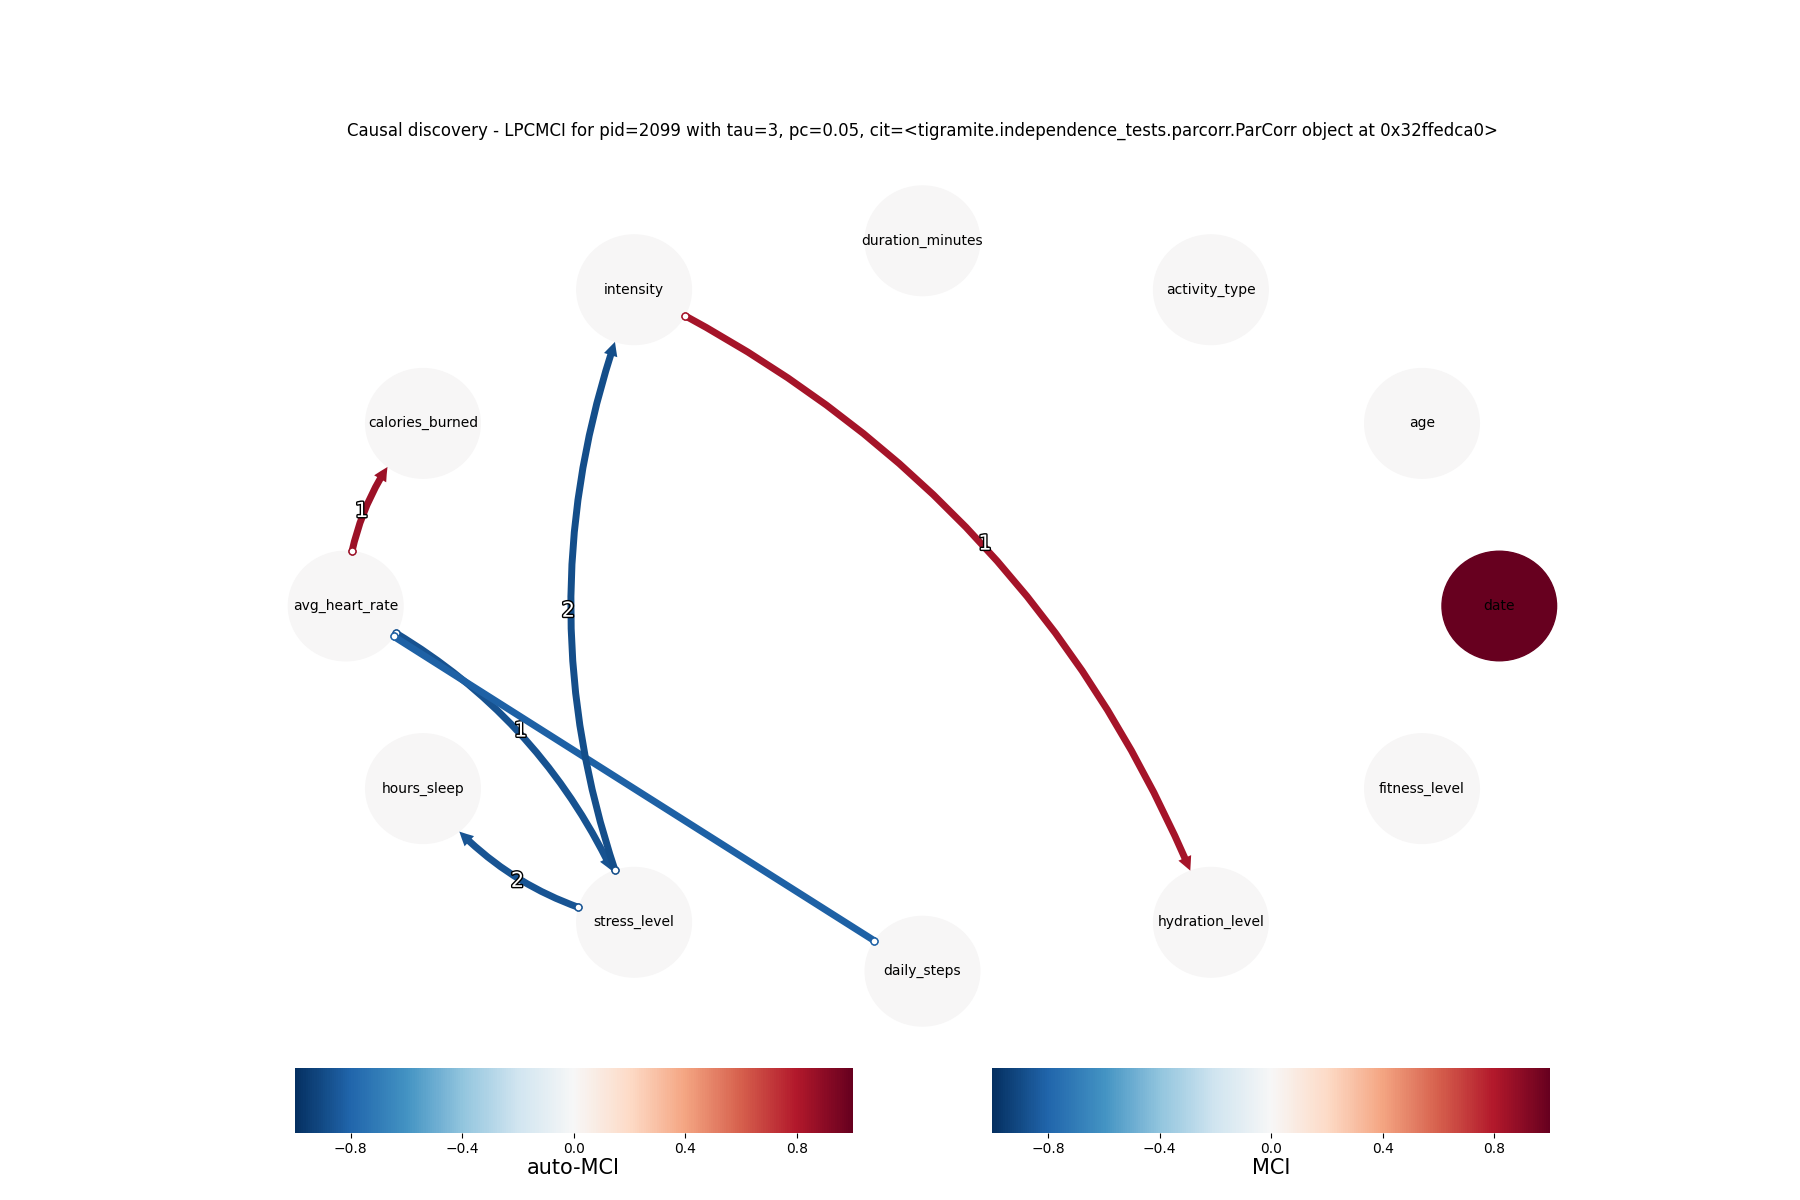 Causal discovery - LPCMCI for pid=2099 with tau=3, pc=0.05, cit=<tigramite.independence_tests.parcorr.ParCorr object at 0x32ffedca0>
duration_minutes
intensity
activity_type
calories_burned
age
1
1
avg_heart_rate
date
2
1
hours_sleep
fitness_level
2
stress_level
hydration_level
daily_steps
−0.8 −0.4 0.0 0.4 0.8
auto-MCI
−0.8 −0.4 0.0 0.4 0.8
MCI